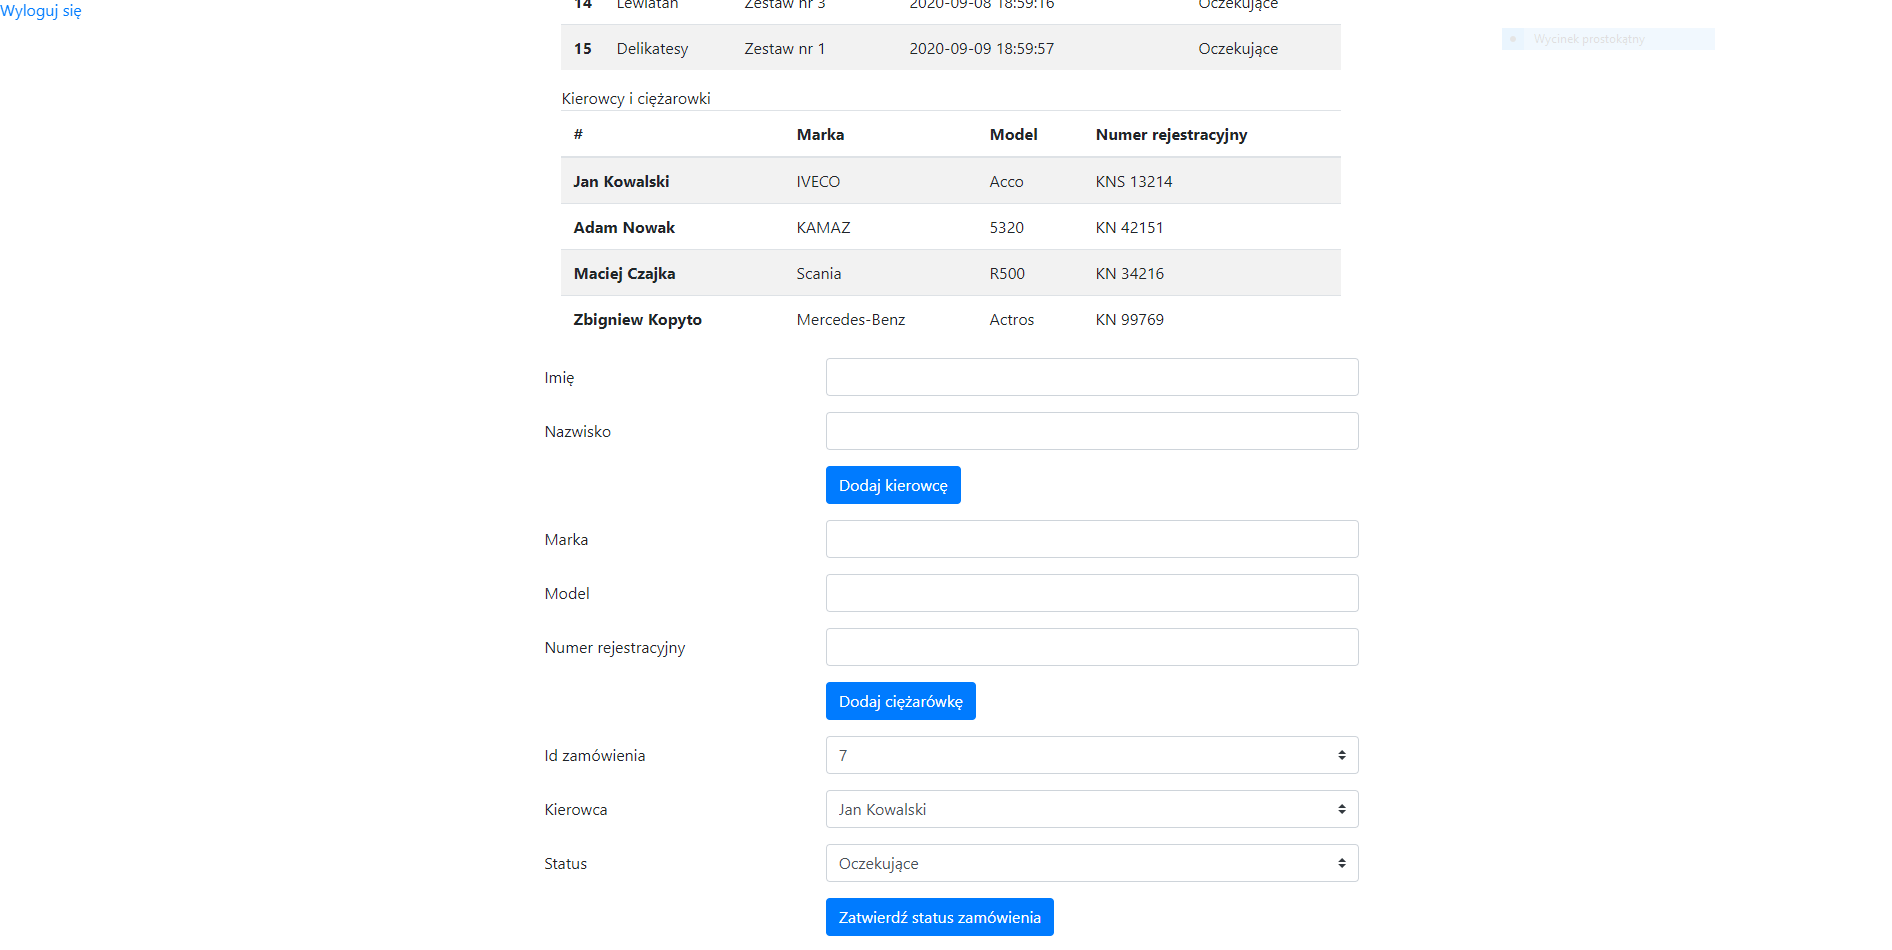 Wyloguj się
14 Lewiatan Zestaw nr 3 2020-09-08 18:59:16 Oczekujące
15 Delikatesy Zestaw nr 1 2020-09-09 18:59:57 Oczekujące
Wycinek prostokątny
Kierowcy i ciężarowki
# Marka Model Numer rejestracyjny
Jan Kowalski IVECO Acco KNS 13214
Adam Nowak KAMAZ 5320 KN 42151
Maciej Czajka Scania R500 KN 34216
Zbigniew Kopyto Mercedes-Benz Actros KN 99769
Imię
Nazwisko
Dodaj kierowcę
Marka
Model
Numer rejestracyjny
Dodaj ciężarówkę
Id zamówienia 7
Kierowca Jan Kowalski
Status Oczekujące
Zatwierdź status zamówienia